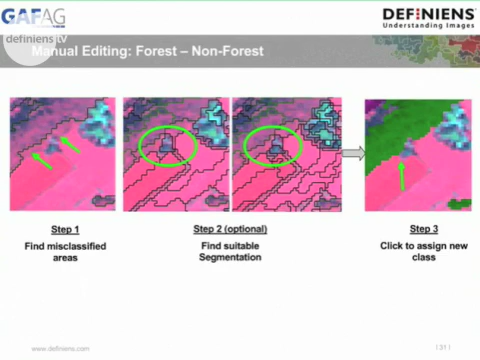 GAFAG
DEFINIENS
Understanding Images
definiens tv
Manual Editing: Forest – Non-Forest
Step 1
Find misclassified
areas
Step 2 (optional)
Find suitable
Segmentation
Step 3
Click to assign new
class
www.definiens.com